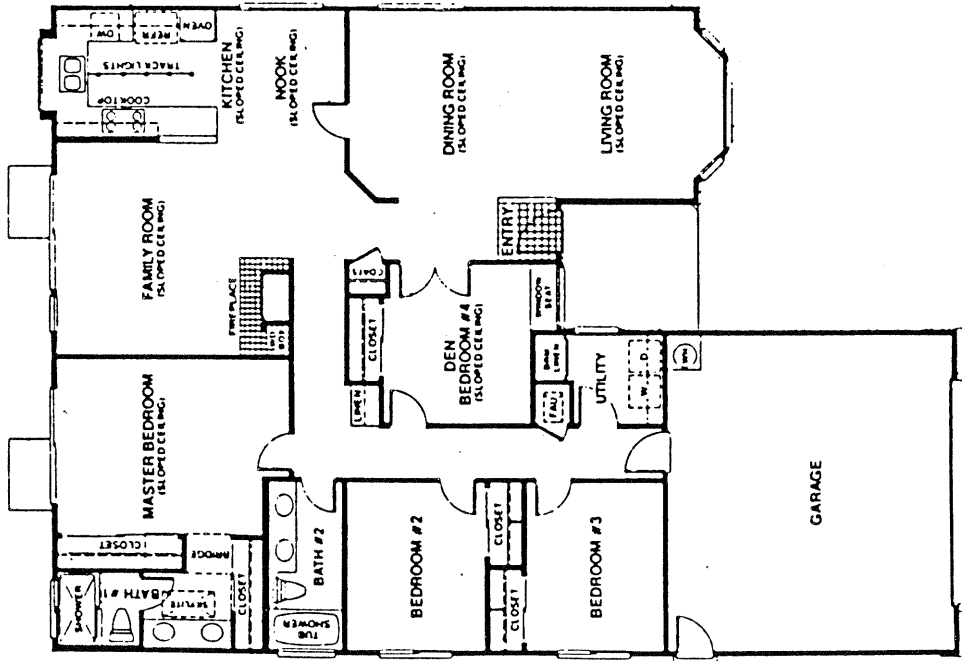 D.W.
REFR
OVEN
TRACK LIGHTS
COOKTOP
KITCHEN
(SLOPED CEILING)
NOOK
(SLOPED CEILING)
DINING ROOM
(SLOPED CEILING)
LIVING ROOM
(SLOPED CEILING)
FAMILY ROOM
(SLOPED CEILING)
FIREPLACE
ENTRY
COATS
CLOSET
LINEN
DEN
BEDROOM #4
(SLOPED CEILING)
WINDOW
SEAT
LINEN
FAU
UTILITY
W.
D.
MASTER BEDROOM
(SLOPED CEILING)
CLOSET
SHOWER
BATH #1
SKYLITE
CLOSET
BATH #2
TUB
SHOWER
BEDROOM #2
CLOSET
CLOSET
BEDROOM #3
GARAGE